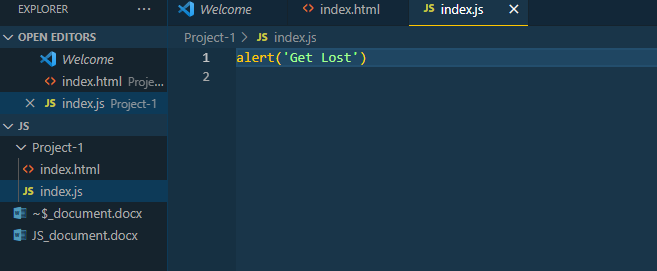 EXPLORER ···
Welcome index.html JS index.js ×
OPEN EDITORS
Welcome
index.html Proje...
× JS index.js Project-1
JS
Project-1
index.html
JS index.js
~$_document.docx
JS_document.docx
Project-1 > JS index.js
1 alert('Get Lost')
2